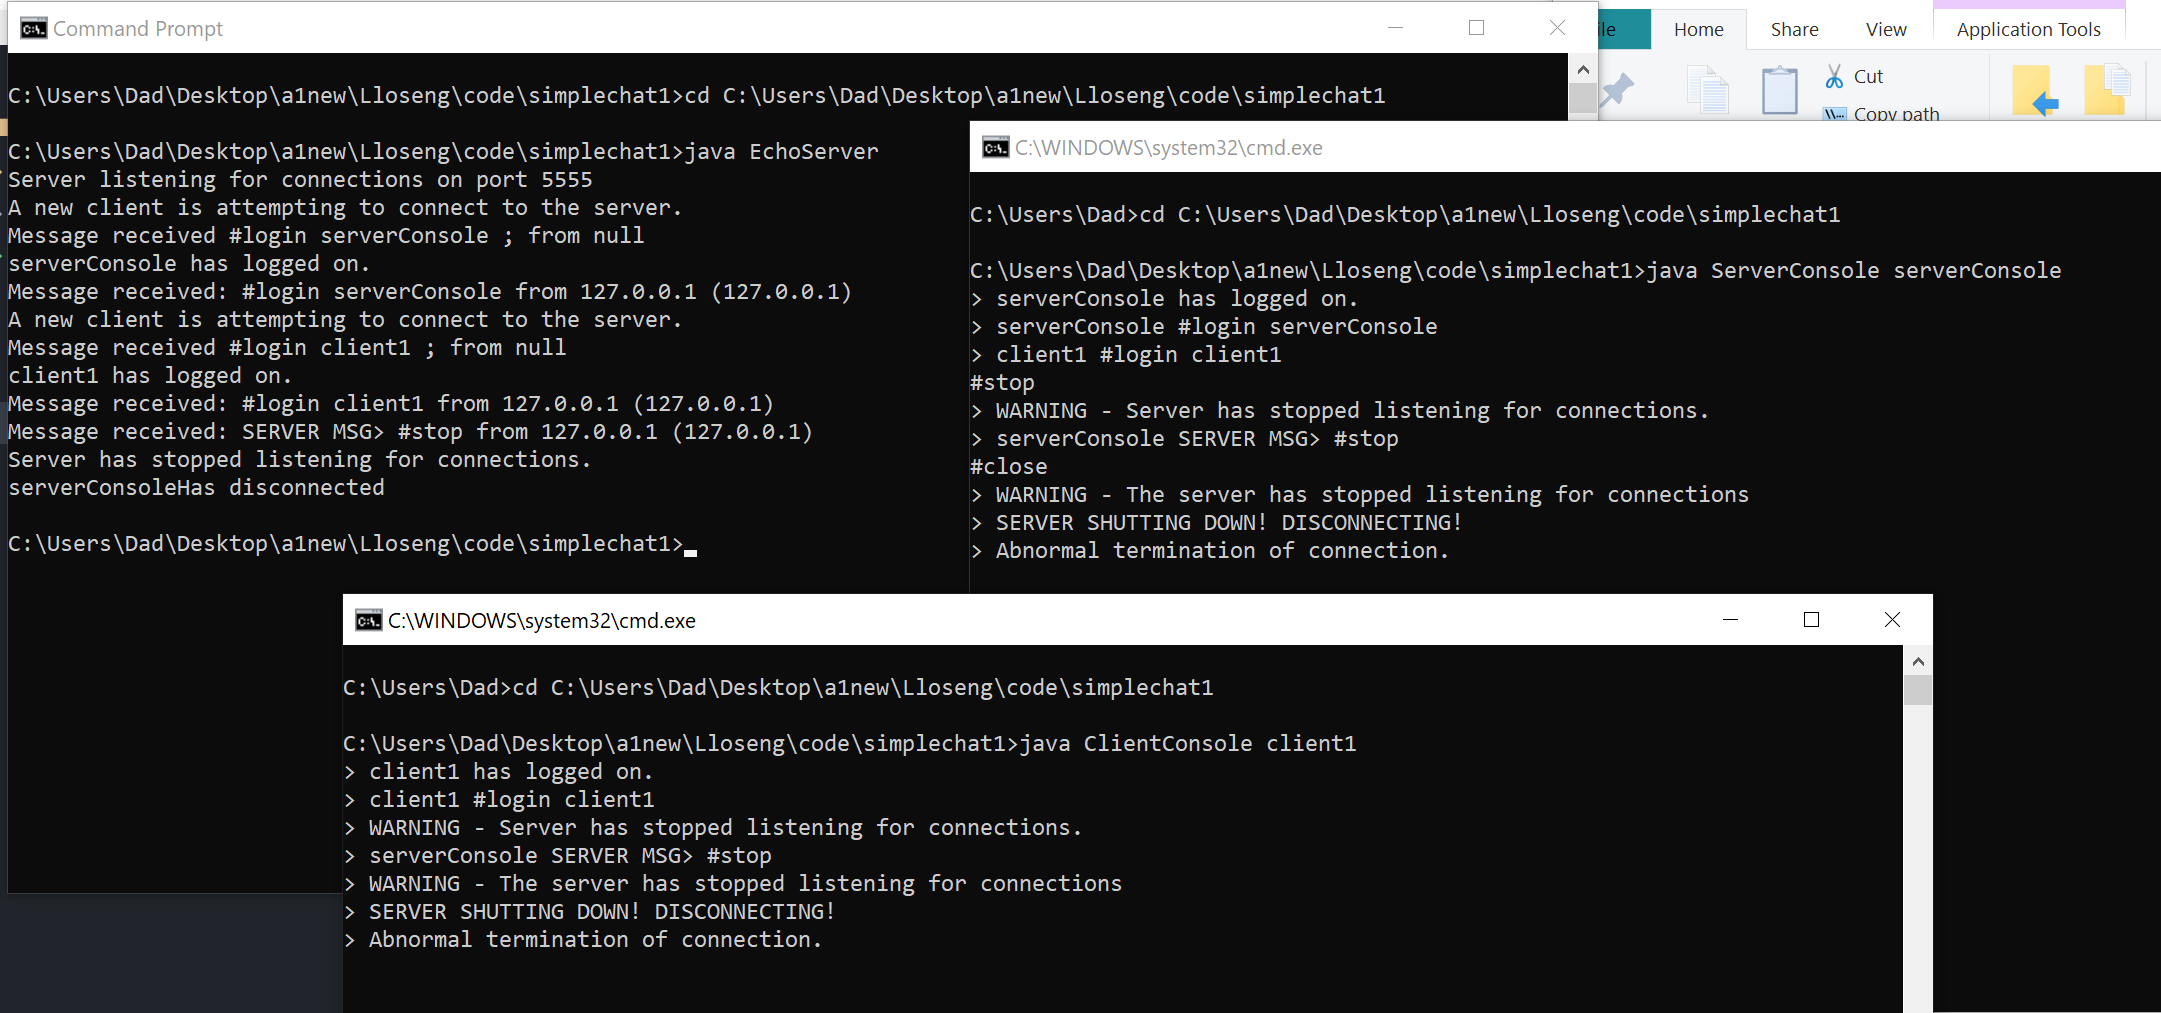 Command Prompt
C:\Users\Dad\Desktop\a1new\Lloseng\code\simplechat1>cd C:\Users\Dad\Desktop\a1new\Lloseng\code\simplechat1
C:\Users\Dad\Desktop\a1new\Lloseng\code\simplechat1>java EchoServer
Server listening for connections on port 5555
A new client is attempting to connect to the server.
Message received #login serverConsole ; from null
serverConsole has logged on.
Message received: #login serverConsole from 127.0.0.1 (127.0.0.1)
A new client is attempting to connect to the server.
Message received #login client1 ; from null
client1 has logged on.
Message received: #login client1 from 127.0.0.1 (127.0.0.1)
Message received: SERVER MSG> #stop from 127.0.0.1 (127.0.0.1)
Server has stopped listening for connections.
serverConsoleHas disconnected
C:\Users\Dad\Desktop\a1new\Lloseng\code\simplechat1>
Home Share View Application Tools
Cut
Copy path
C:\WINDOWS\system32\cmd.exe
C:\Users\Dad>cd C:\Users\Dad\Desktop\a1new\Lloseng\code\simplechat1
C:\Users\Dad\Desktop\a1new\Lloseng\code\simplechat1>java ServerConsole serverConsole
> serverConsole has logged on.
> serverConsole #login serverConsole
> client1 #login client1
#stop
> WARNING - Server has stopped listening for connections.
> serverConsole SERVER MSG> #stop
#close
> WARNING - The server has stopped listening for connections
> SERVER SHUTTING DOWN! DISCONNECTING!
> Abnormal termination of connection.
C:\WINDOWS\system32\cmd.exe
C:\Users\Dad>cd C:\Users\Dad\Desktop\a1new\Lloseng\code\simplechat1
C:\Users\Dad\Desktop\a1new\Lloseng\code\simplechat1>java ClientConsole client1
> client1 has logged on.
> client1 #login client1
> WARNING - Server has stopped listening for connections.
> serverConsole SERVER MSG> #stop
> WARNING - The server has stopped listening for connections
> SERVER SHUTTING DOWN! DISCONNECTING!
> Abnormal termination of connection.